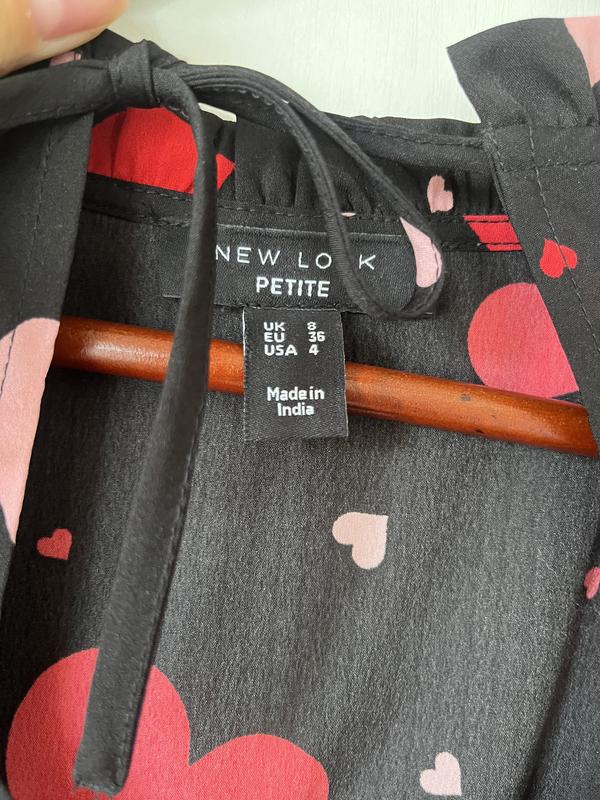 NEW LOOK
PETITE
UK 8
EU 36
USA 4
Made in
India